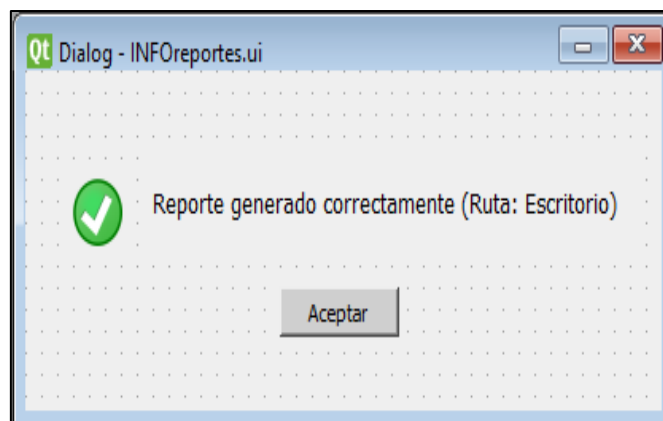 Qt Dialog - INFOreportes.ui
Reporte generado correctamente (Ruta: Escritorio)
Aceptar